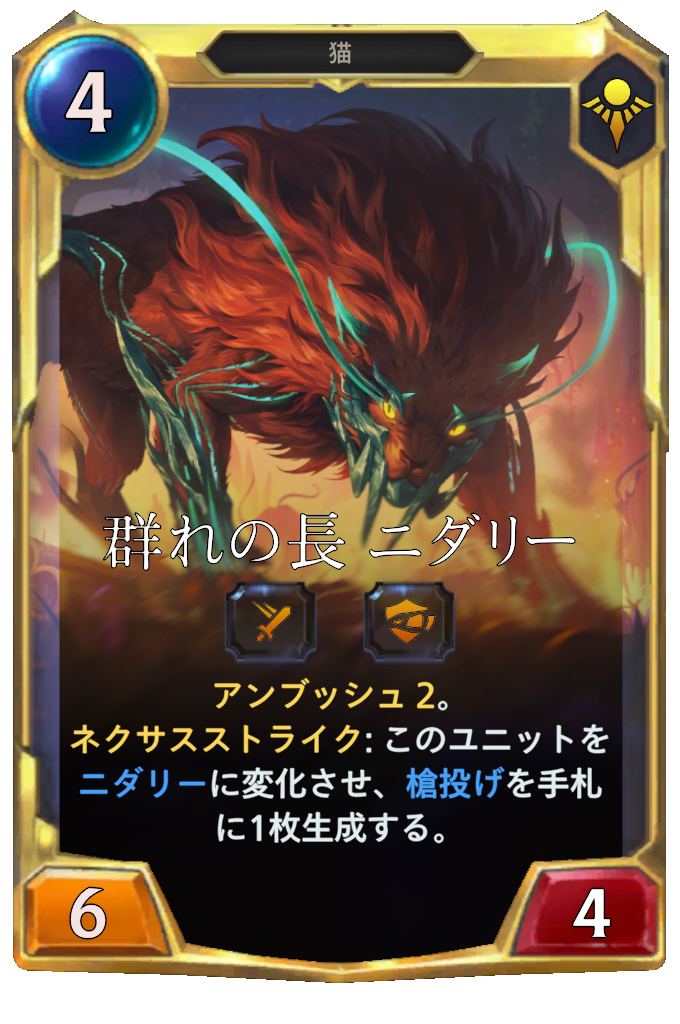 猫
4
群れの長 ニダリー
アンブッシュ 2。
ネクサスストライク: このユニットを
ニダリーに変化させ、槍投げを手札
に1枚生成する。
6
4